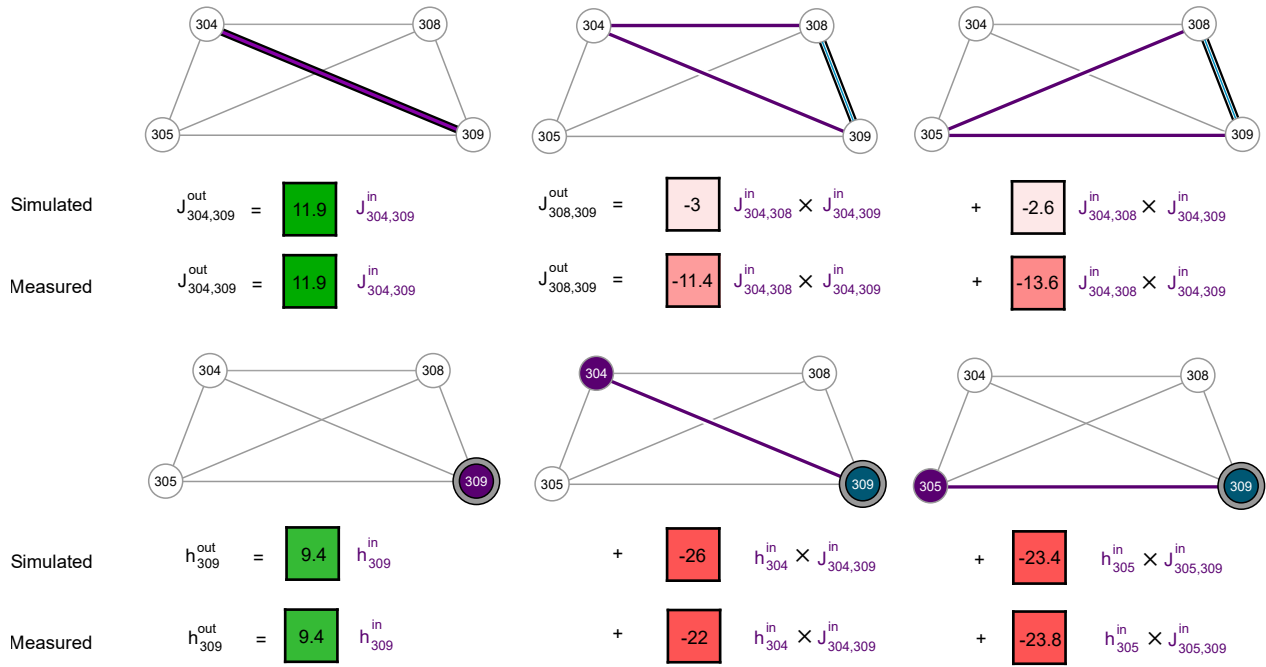 304 308 304 308 304 308
305 309 305 309 305 309
Simulated J^out_304,309 = 11.9 J^in_304,309 J^out_308,309 = -3 J^in_304,308 × J^in_304,309 + -2.6 J^in_304,308 × J^in_304,309
Measured J^out_304,309 = 11.9 J^in_304,309 J^out_308,309 = -11.4 J^in_304,308 × J^in_304,309 + -13.6 J^in_304,308 × J^in_304,309
304 308 304 308 304 308
305 309 305 309 305 309
Simulated h^out_309 = 9.4 h^in_309 + -26 h^in_304 × J^in_304,309 + -23.4 h^in_305 × J^in_305,309
Measured h^out_309 = 9.4 h^in_309 + -22 h^in_304 × J^in_304,309 + -23.8 h^in_305 × J^in_305,309